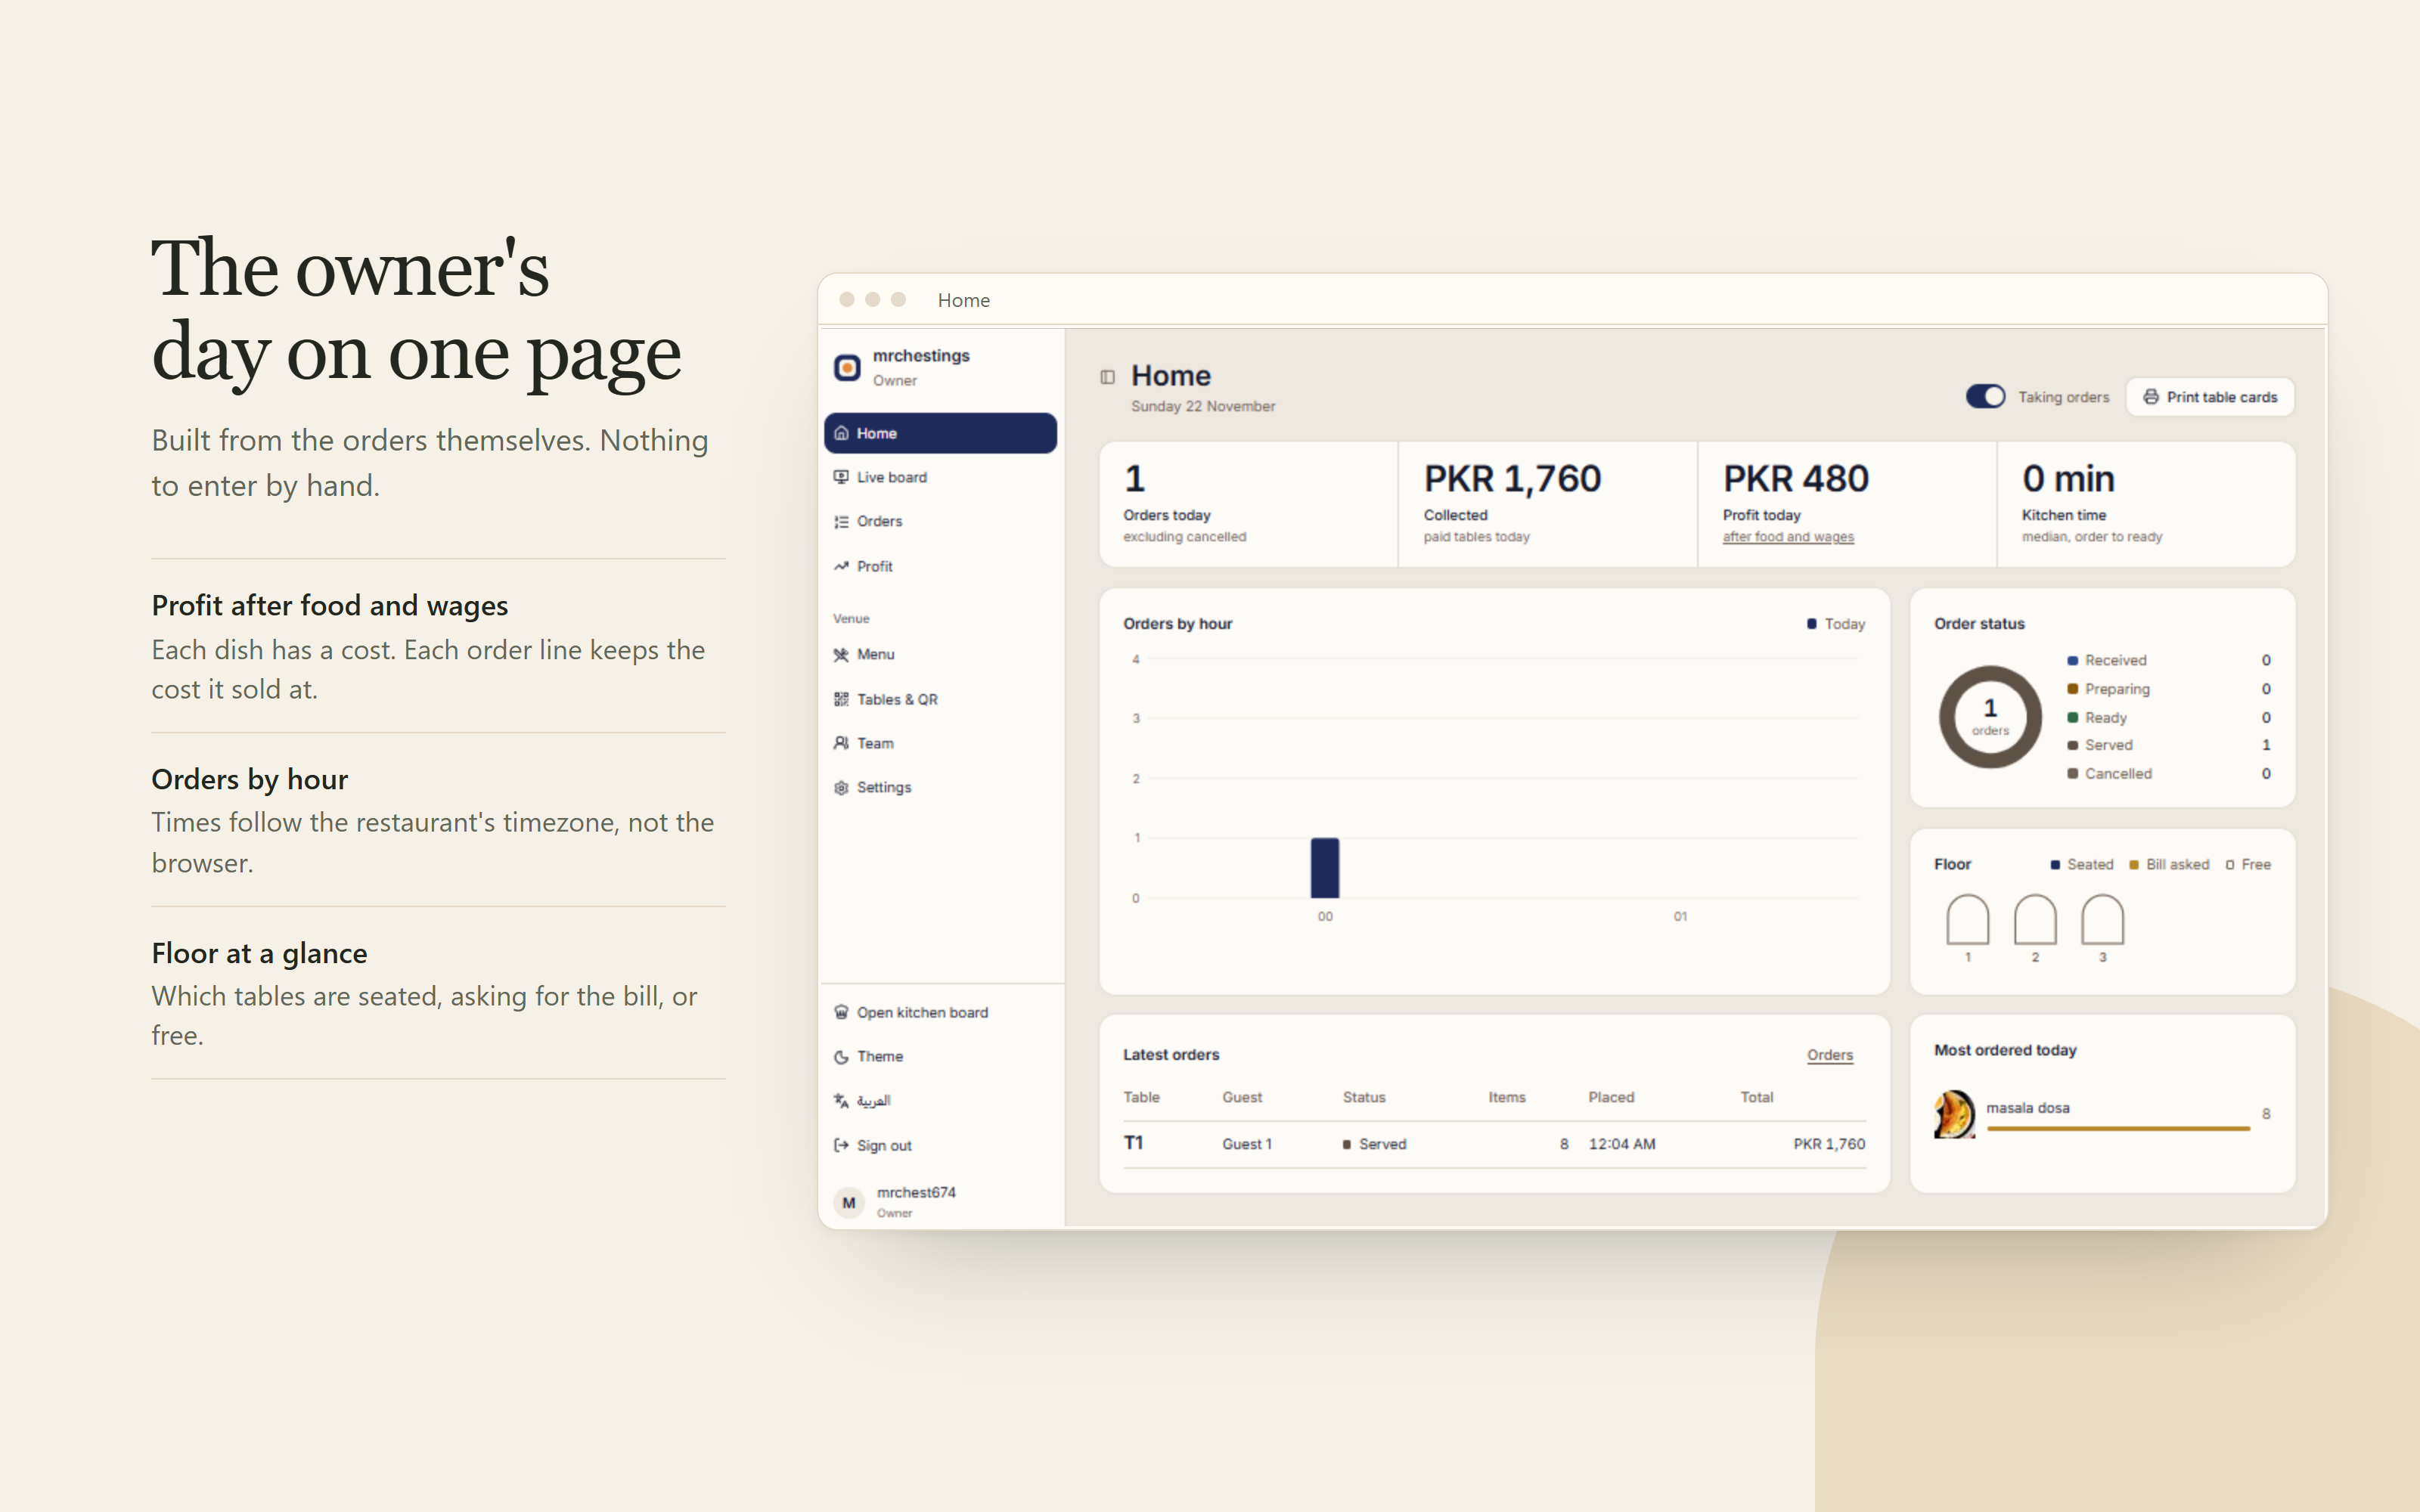 The owner's
day on one page
Built from the orders themselves. Nothing
to enter by hand.
Profit after food and wages
Each dish has a cost. Each order line keeps the
cost it sold at.
Orders by hour
Times follow the restaurant's timezone, not the
browser.
Floor at a glance
Which tables are seated, asking for the bill, or
free.
Home
mrchestings
Owner
Home
Live board
Orders
Profit
Venue
Menu
Tables & QR
Team
Settings
Open kitchen board
Theme
العربية
Sign out
M
mrchest674
Owner
Home
Sunday 22 November
Taking orders
Print table cards
1
Orders today
excluding cancelled
PKR 1,760
Collected
paid tables today
PKR 480
Profit today
after food and wages
0 min
Kitchen time
median, order to ready
Orders by hour
Today
4
3
2
1
0
00 01
Order status
1
orders
Received 0
Preparing 0
Ready 0
Served 1
Cancelled 0
Floor
Seated Bill asked Free
1 2 3
Latest orders
Orders
Table Guest Status Items Placed Total
T1 Guest 1 Served 8 12:04 AM PKR 1,760
Most ordered today
masala dosa 8